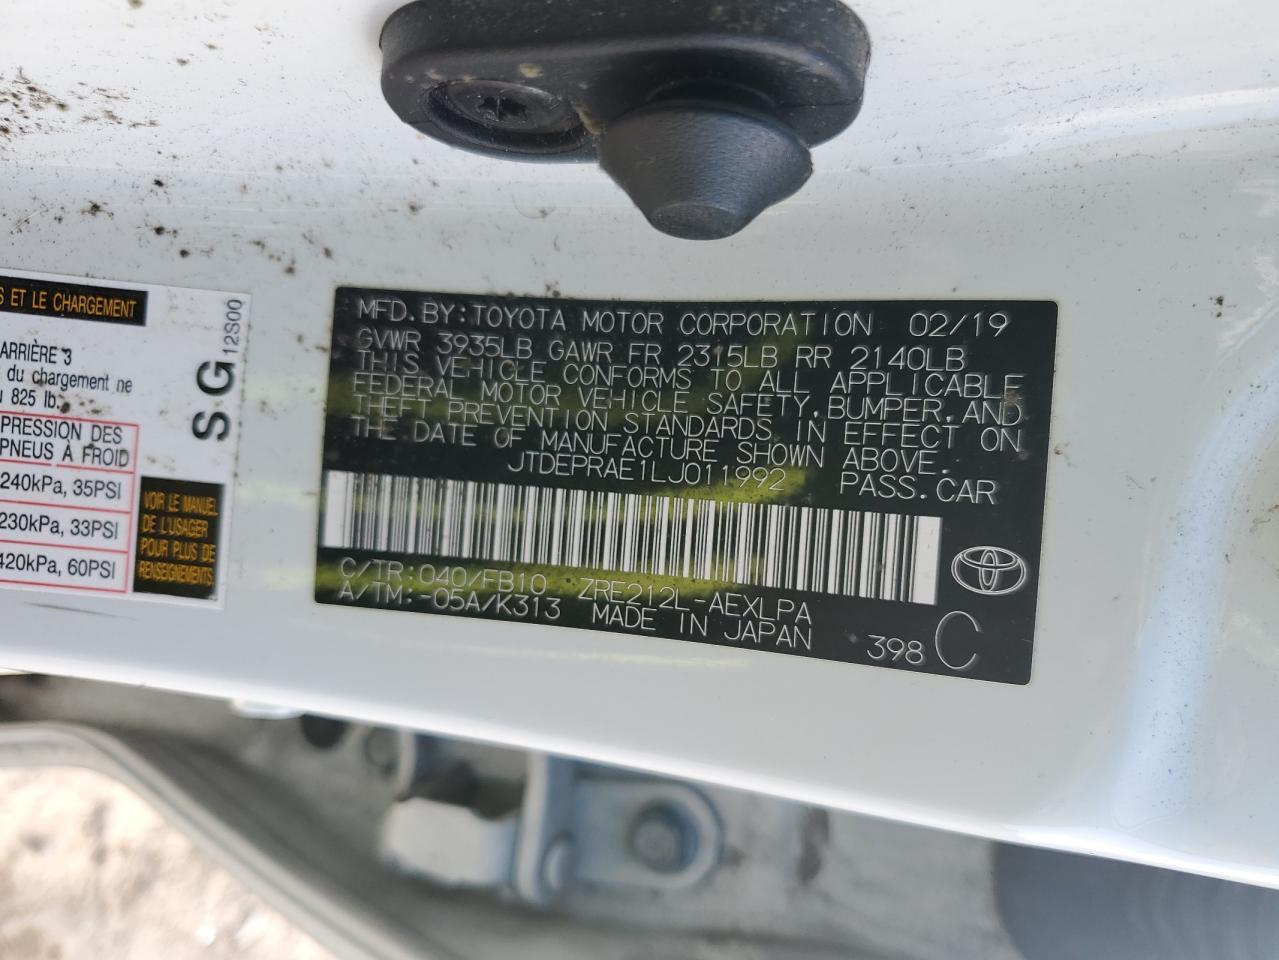 S ET LE CHARGEMENT
ARRIÈRE 3
du chargement ne
825 lb.
PRESSION DES
PNEUS À FROID
240kPa, 35PSI
230kPa, 33PSI
420kPa, 60PSI
SG
12S00
VOIR LE MANUEL
DE L'USAGER
POUR PLUS DE
RENSEIGNEMENTS
MFD.BY:TOYOTA MOTOR CORPORATION 02/19
GVWR 3935LB GAWR FR 2315LB RR 2140LB
THIS VEHICLE CONFORMS TO ALL APPLICABLE
FEDERAL MOTOR VEHICLE SAFETY,BUMPER,AND
THEFT PREVENTION STANDARDS IN EFFECT ON
THE DATE OF MANUFACTURE SHOWN ABOVE.
JTDEPRAE1LJ011992 PASS.CAR
C/TR:040/FB10 ZRE212L-AEXLPA
A/TM:-05A/K313 MADE IN JAPAN 398 C